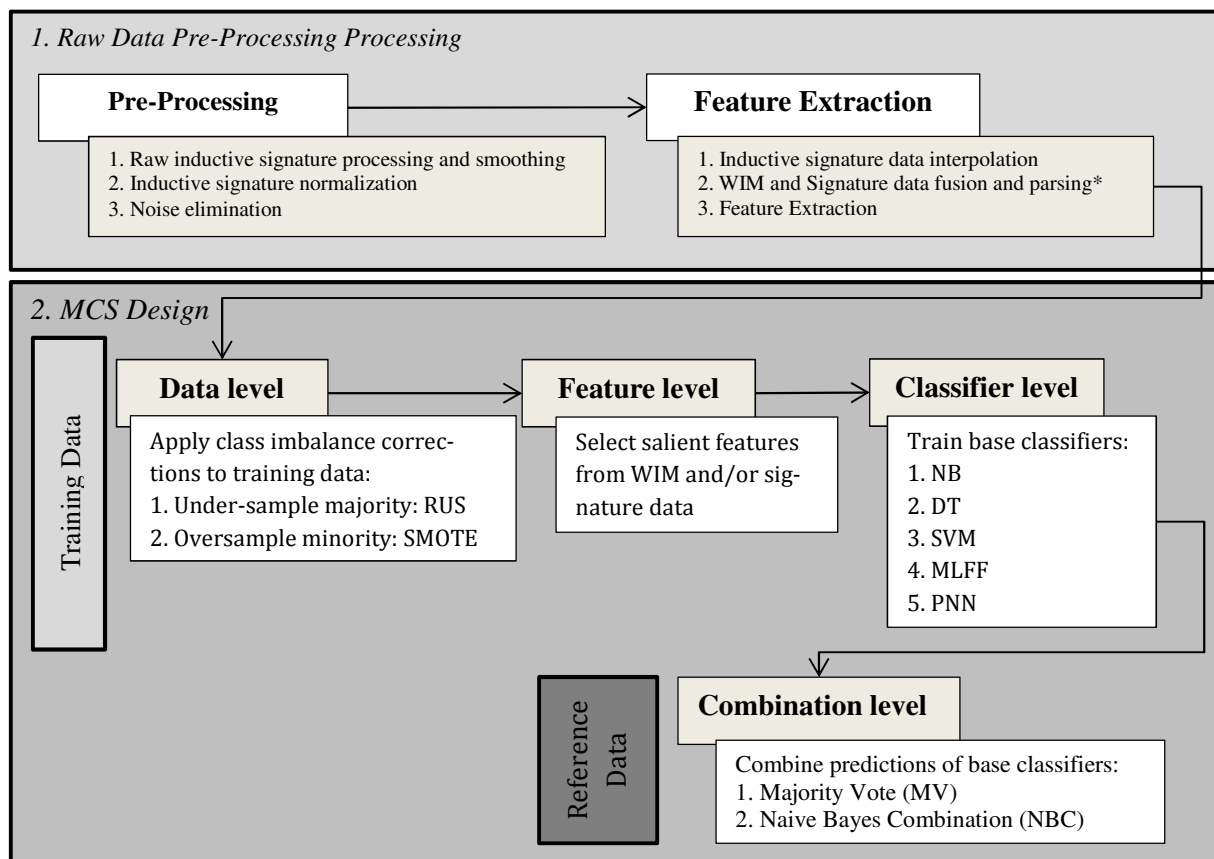 1. Raw Data Pre-Processing Processing
Pre-Processing
1. Raw inductive signature processing and smoothing
2. Inductive signature normalization
3. Noise elimination
Feature Extraction
1. Inductive signature data interpolation
2. WIM and Signature data fusion and parsing*
3. Feature Extraction
2. MCS Design
Training Data
Data level
Apply class imbalance correc-
tions to training data:
1. Under-sample majority: RUS
2. Oversample minority: SMOTE
Feature level
Select salient features
from WIM and/or sig-
nature data
Classifier level
Train base classifiers:
1. NB
2. DT
3. SVM
4. MLFF
5. PNN
Reference
Data
Combination level
Combine predictions of base classifiers:
1. Majority Vote (MV)
2. Naive Bayes Combination (NBC)